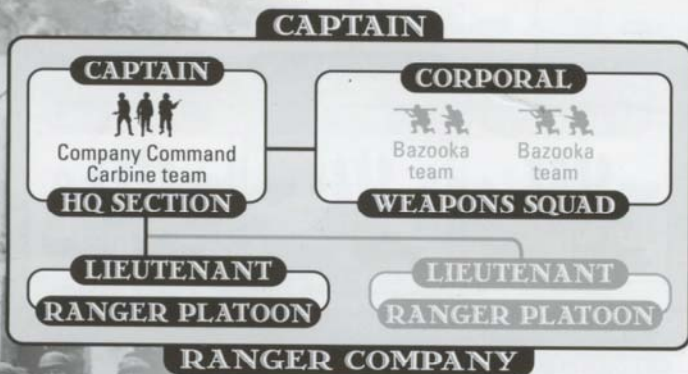 CAPTAIN
CAPTAIN
Company Command
Carbine team
HQ SECTION
CORPORAL
Bazooka
team
Bazooka
team
WEAPONS SQUAD
LIEUTENANT
RANGER PLATOON
LIEUTENANT
RANGER PLATOON
RANGER COMPANY